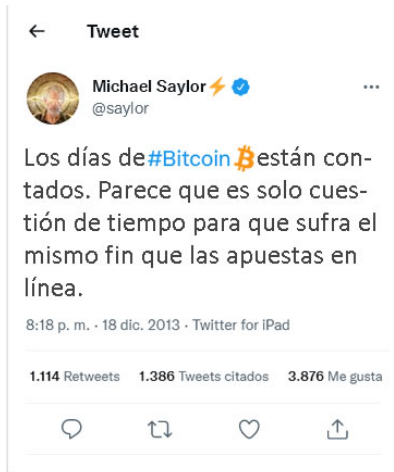 Tweet
Michael Saylor⚡
@saylor
Los días de #Bitcoin están con-
tados. Parece que es solo cues-
tión de tiempo para que sufra el
mismo fin que las apuestas en
línea.
8:18 p. m. · 18 dic. 2013 · Twitter for iPad
1.114 Retweets 1.386 Tweets citados 3.876 Me gusta